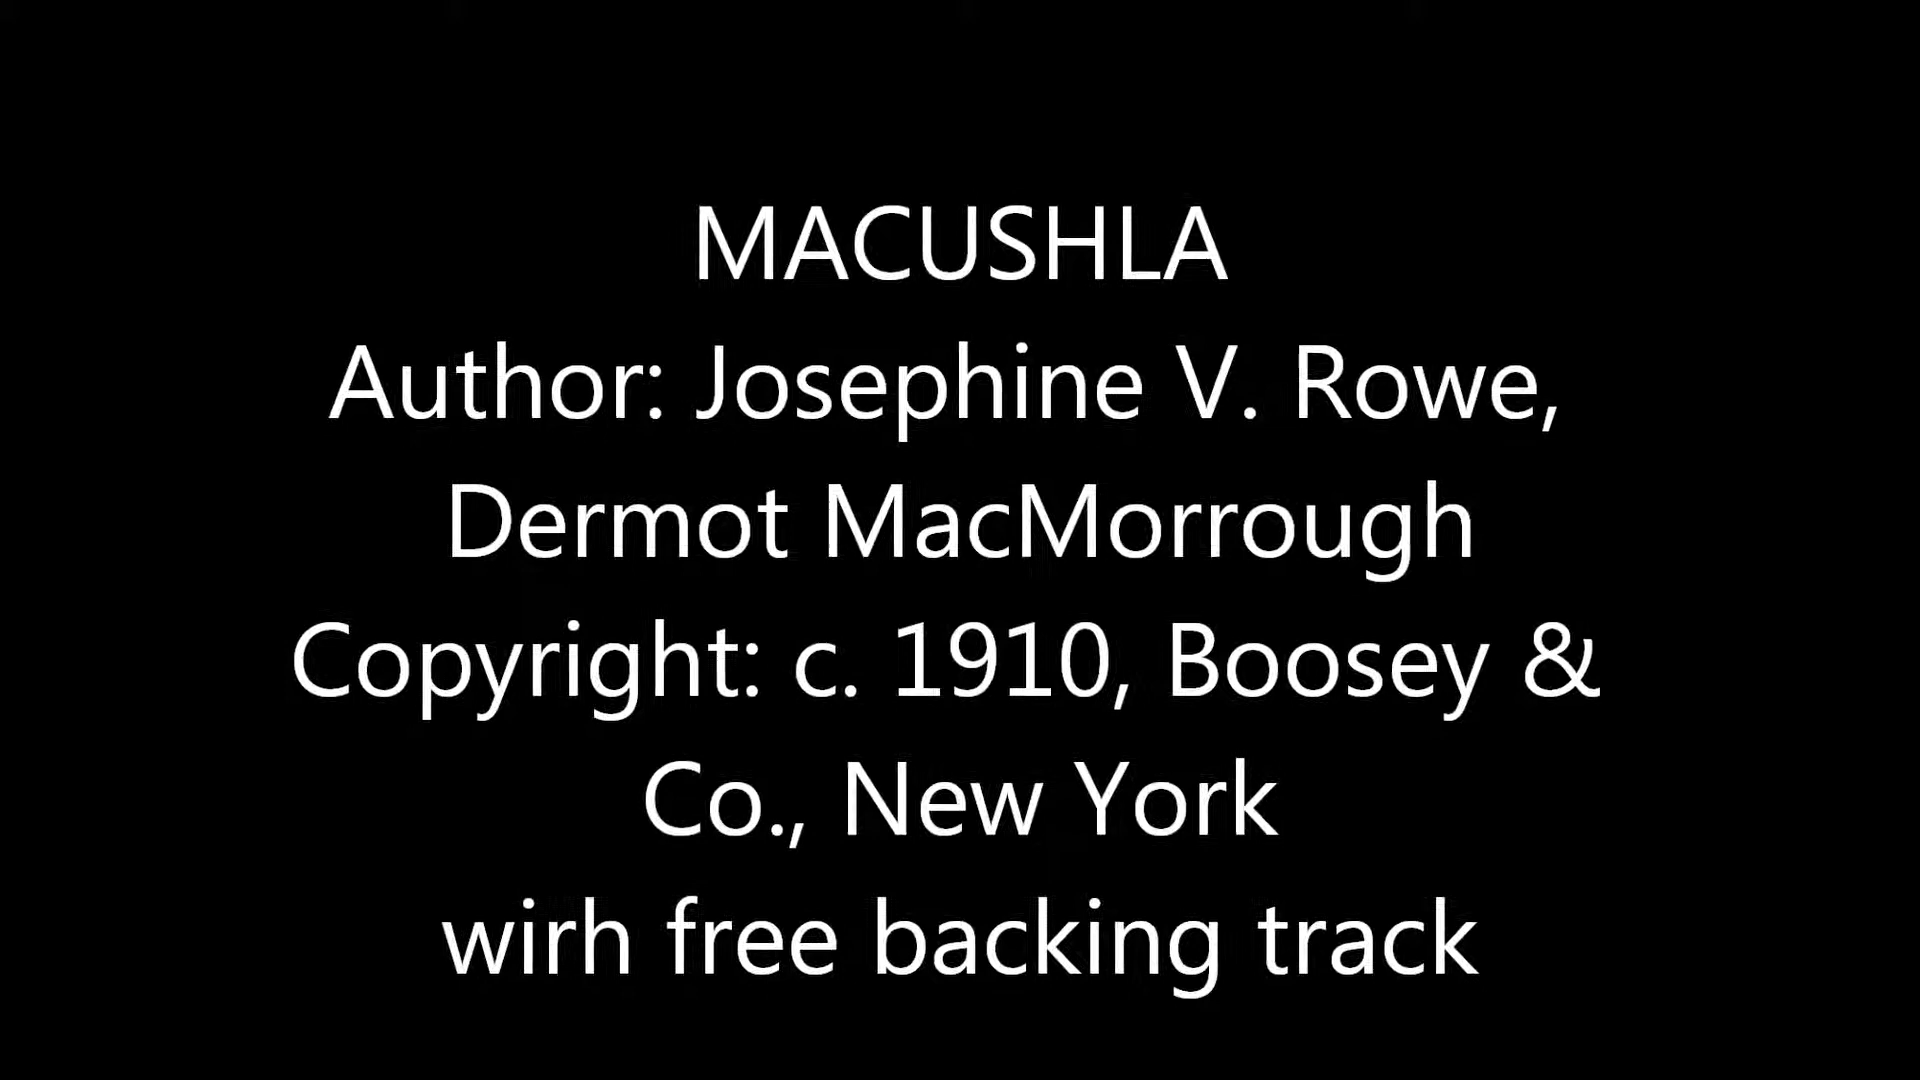 MACUSHLA
Author: Josephine V. Rowe,
Dermot MacMorrough
Copyright: c. 1910, Boosey &
Co., New York
wirh free backing track